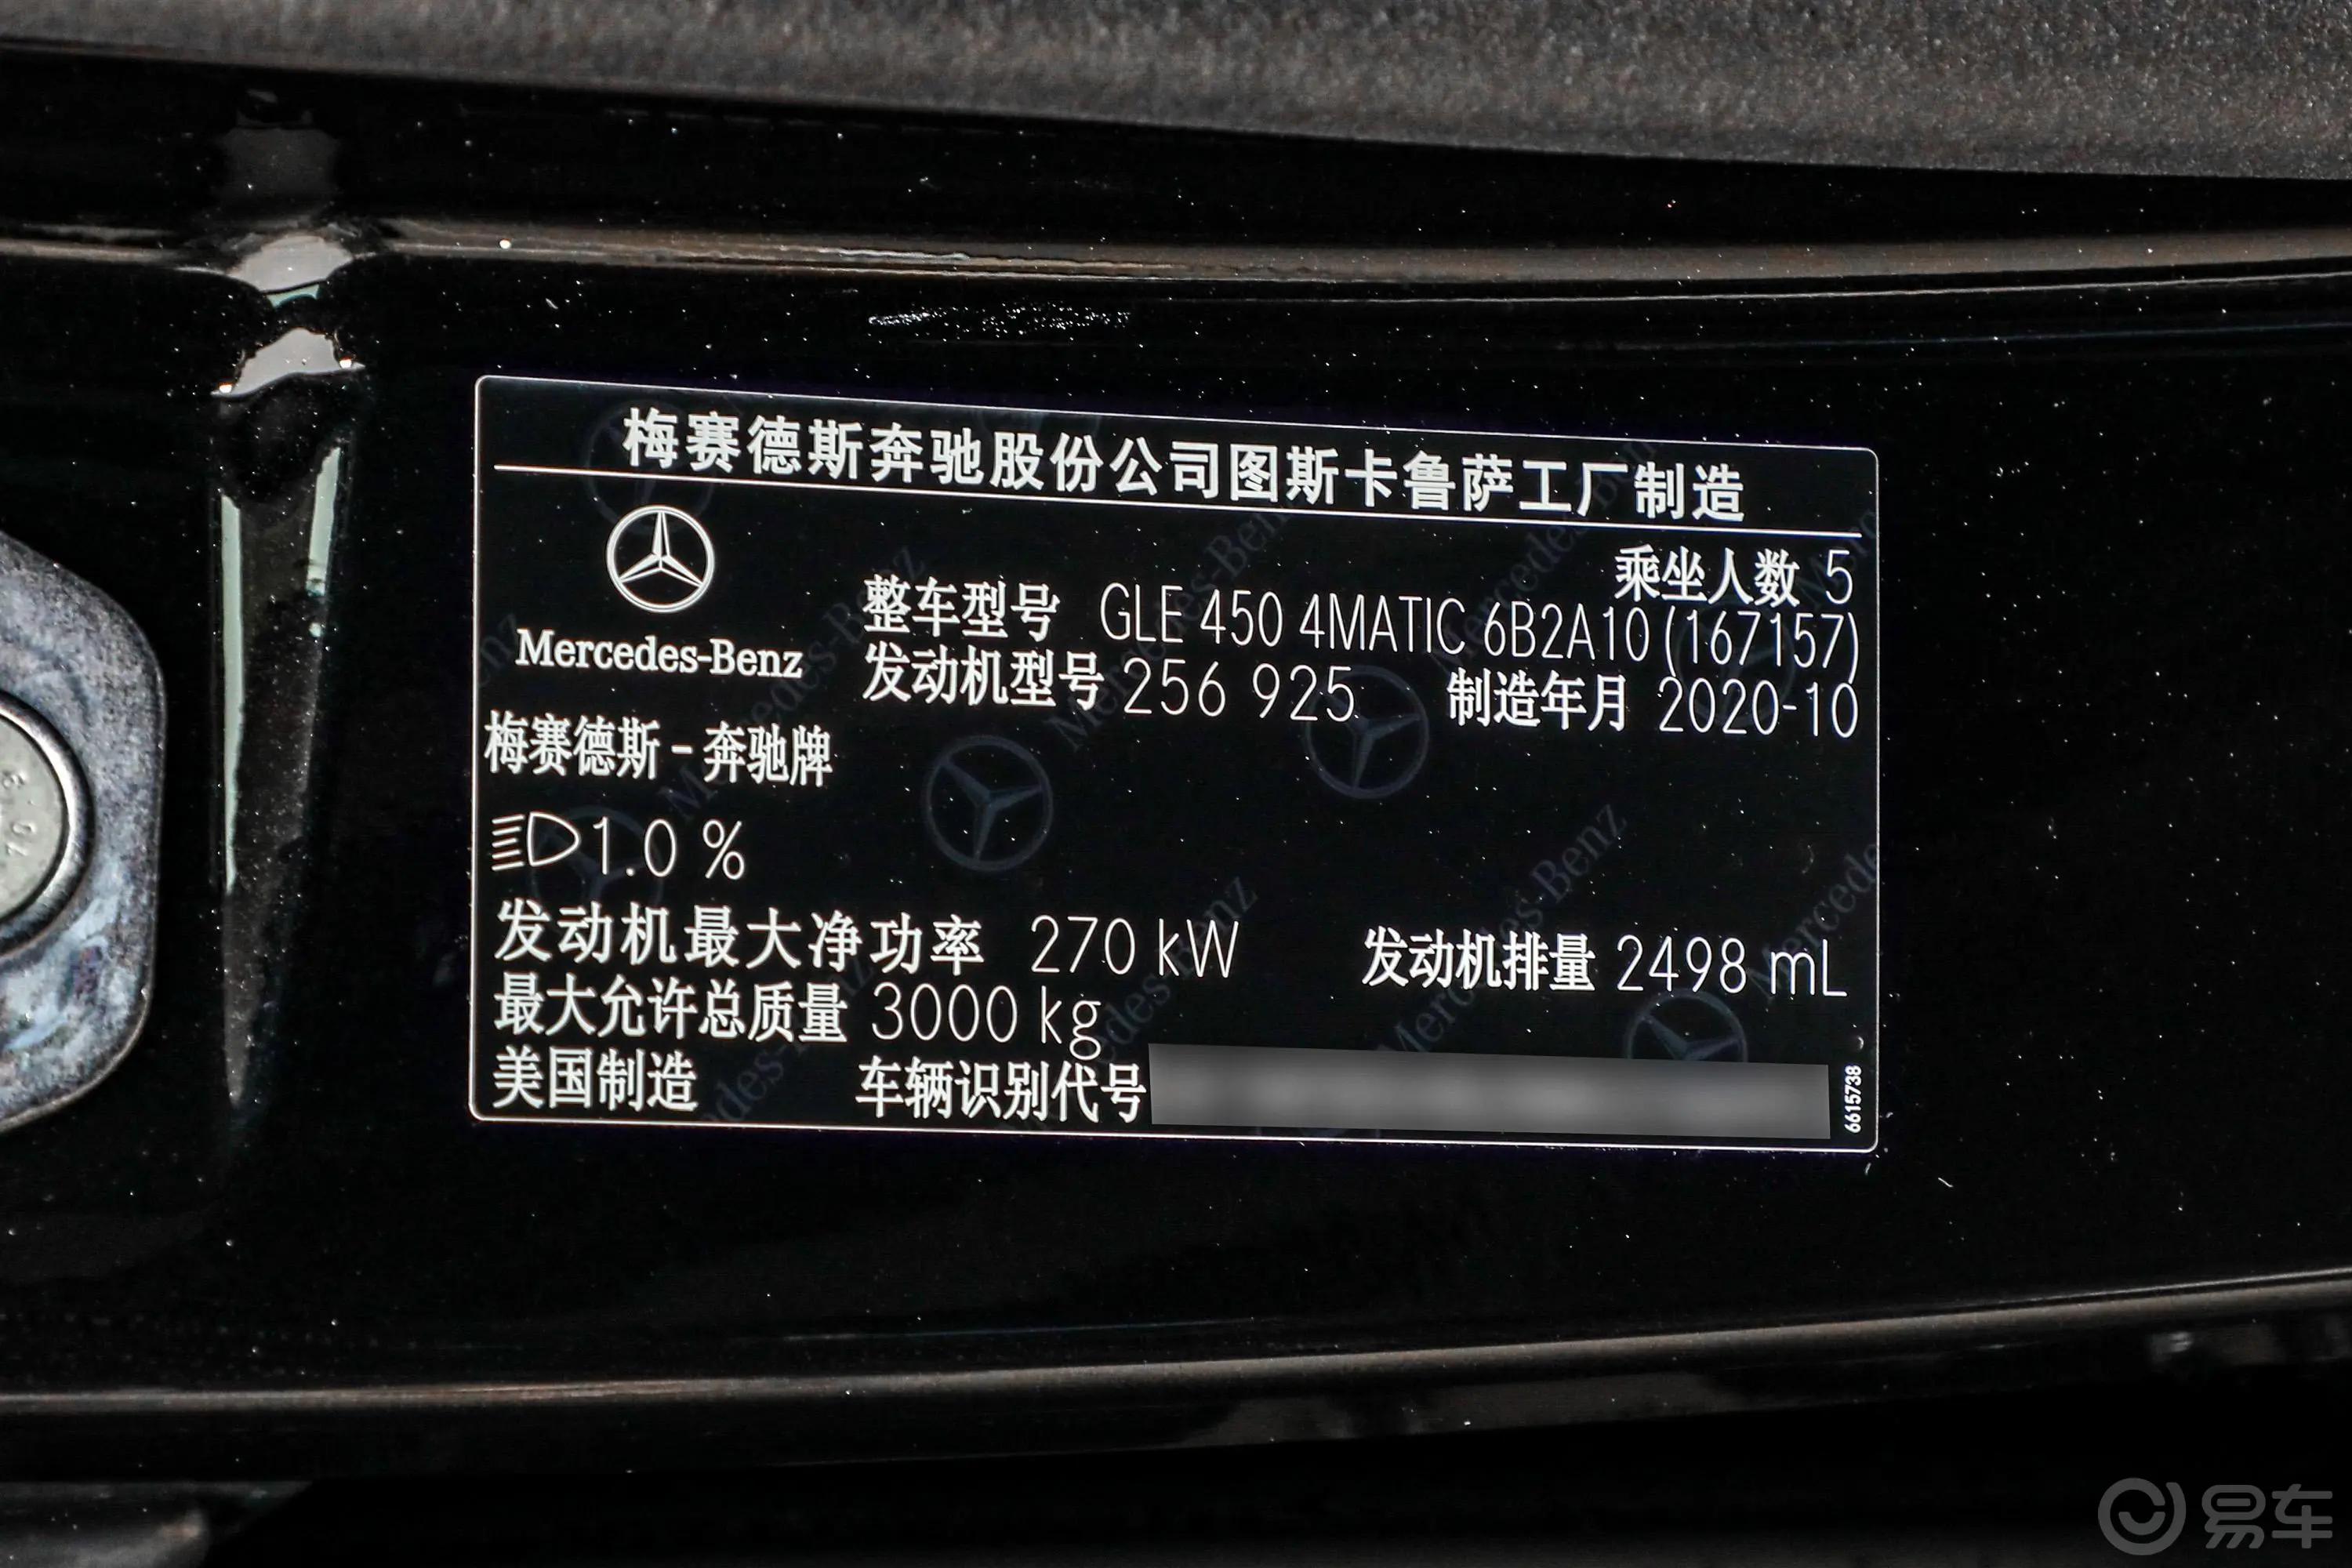 梅赛德斯奔驰股份公司图斯卡鲁萨工厂制造
乘坐人数 5
Mercedes-Benz
整车型号 GLE 450 4MATIC 6B2A10(167157)
发动机型号 256 925 制造年月 2020-10
梅赛德斯-奔驰牌
1.0 %
发动机最大净功率 270 kW 发动机排量 2498 mL
最大允许总质量 3000 kg
美国制造 车辆识别代号
6615738
易车